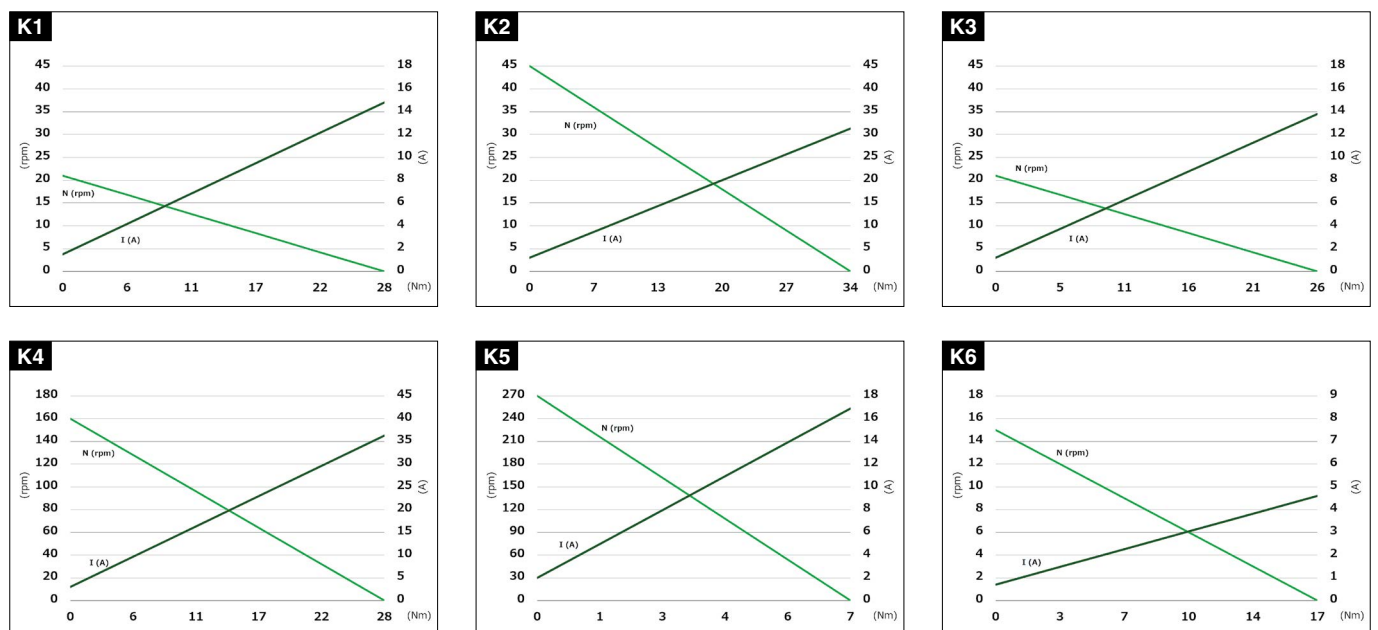 K1
45 18
40 16
35 14
30 12
25 10
20 8
15 6
10 4
5 2
0 0
(rpm)
(A)
N (rpm)
I (A)
0 6 11 17 22 28 (Nm)
K2
45 45
40 40
35 35
30 30
25 25
20 20
15 15
10 10
5 5
0 0
(rpm)
(A)
N (rpm)
I (A)
0 7 13 20 27 34 (Nm)
K3
45 18
40 16
35 14
30 12
25 10
20 8
15 6
10 4
5 2
0 0
(rpm)
(A)
N (rpm)
I (A)
0 5 11 16 21 26 (Nm)
K4
180 45
160 40
140 35
120 30
100 25
80 20
60 15
40 10
20 5
0 0
(rpm)
(A)
N (rpm)
I (A)
0 6 11 17 22 28 (Nm)
K5
270 18
240 16
210 14
180 12
150 10
120 8
90 6
60 4
30 2
0 0
(rpm)
(A)
N (rpm)
I (A)
0 1 3 4 6 7 (Nm)
K6
18 9
16 8
14 7
12 6
10 5
8 4
6 3
4 2
2 1
0 0
(rpm)
(A)
N (rpm)
I (A)
0 3 7 10 14 17 (Nm)